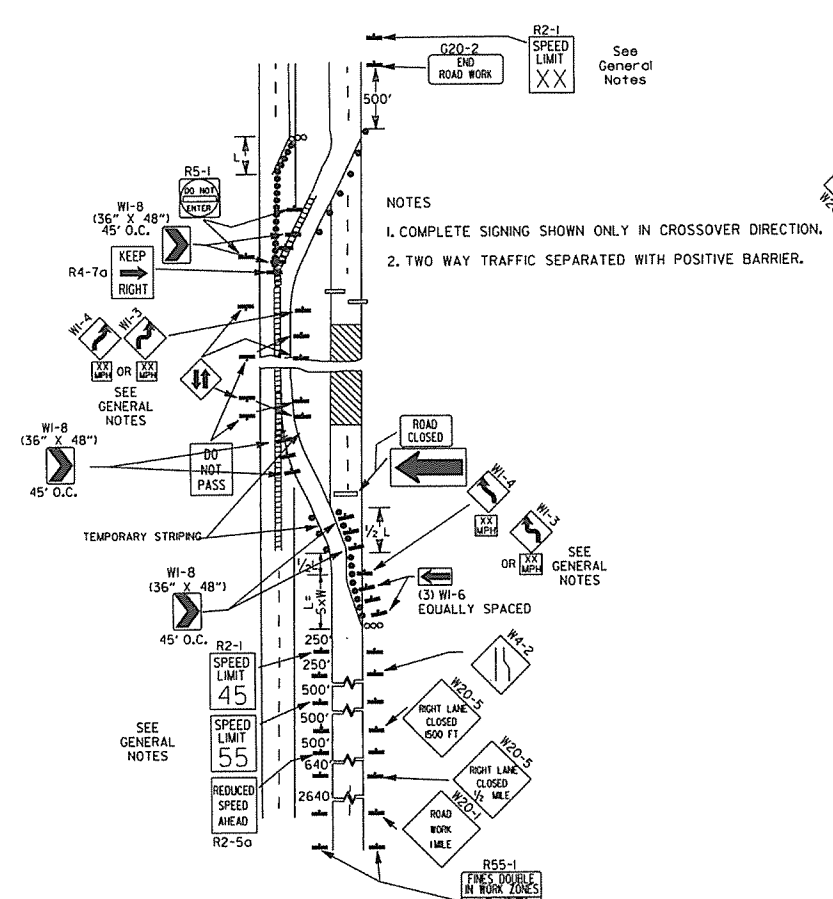 R2-1
SPEED
LIMIT
XX
See
General
Notes
G20-2
END
ROAD WORK
500'
L
R5-1
DO NOT
ENTER
W1-8
(36" X 48")
45' O.C.
KEEP
RIGHT
R4-7a
NOTES
1. COMPLETE SIGNING SHOWN ONLY IN CROSSOVER DIRECTION.
2. TWO WAY TRAFFIC SEPARATED WITH POSITIVE BARRIER.
W1-4
W1-3
XX
MPH
OR
XX
MPH
SEE
GENERAL
NOTES
W1-8
(36" X 48")
45' O.C.
DO
NOT
PASS
ROAD
CLOSED
TEMPORARY STRIPING
W1-4
XX
MPH
W1-3
OR
XX
MPH
SEE
GENERAL
NOTES
1/2 L
1/2 L
L=
SxW
W1-8
(36" X 48")
45' O.C.
(3) W1-6
EQUALLY SPACED
R2-1
SPEED
LIMIT
45
250'
250'
500'
500'
500'
640'
2640'
W4-2
SEE
GENERAL
NOTES
SPEED
LIMIT
55
W20-5
RIGHT LANE
CLOSED
1500 FT
REDUCED
SPEED
AHEAD
R2-5a
W20-5
RIGHT LANE
CLOSED
1/2 MILE
W20-1
ROAD
WORK
1 MILE
R55-1
FINES DOUBLE
IN WORK ZONES